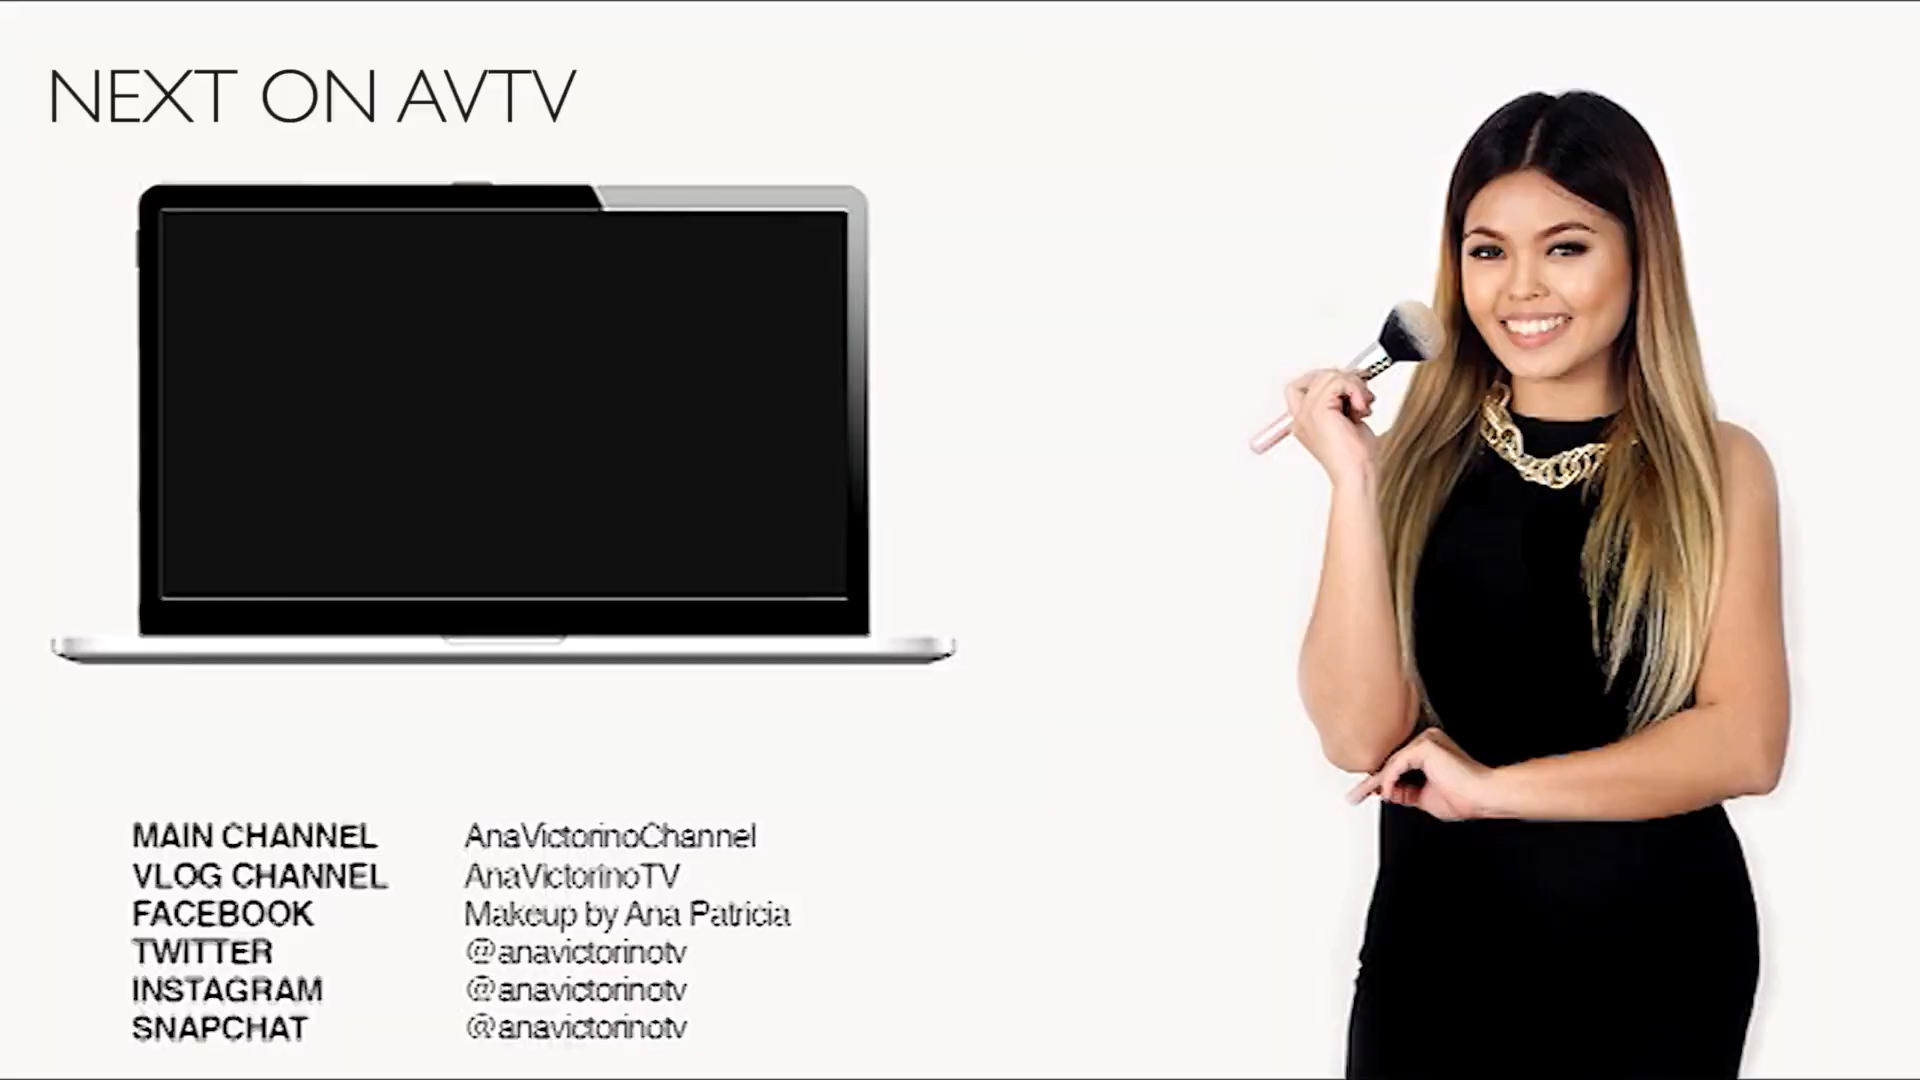 NEXT ON AVTV
MAIN CHANNEL AnaVictorinoChannel
VLOG CHANNEL AnaVictorinoTV
FACEBOOK Makeup by Ana Patricia
TWITTER @anavictorinotv
INSTAGRAM @anavictorinotv
SNAPCHAT @anavictorinotv